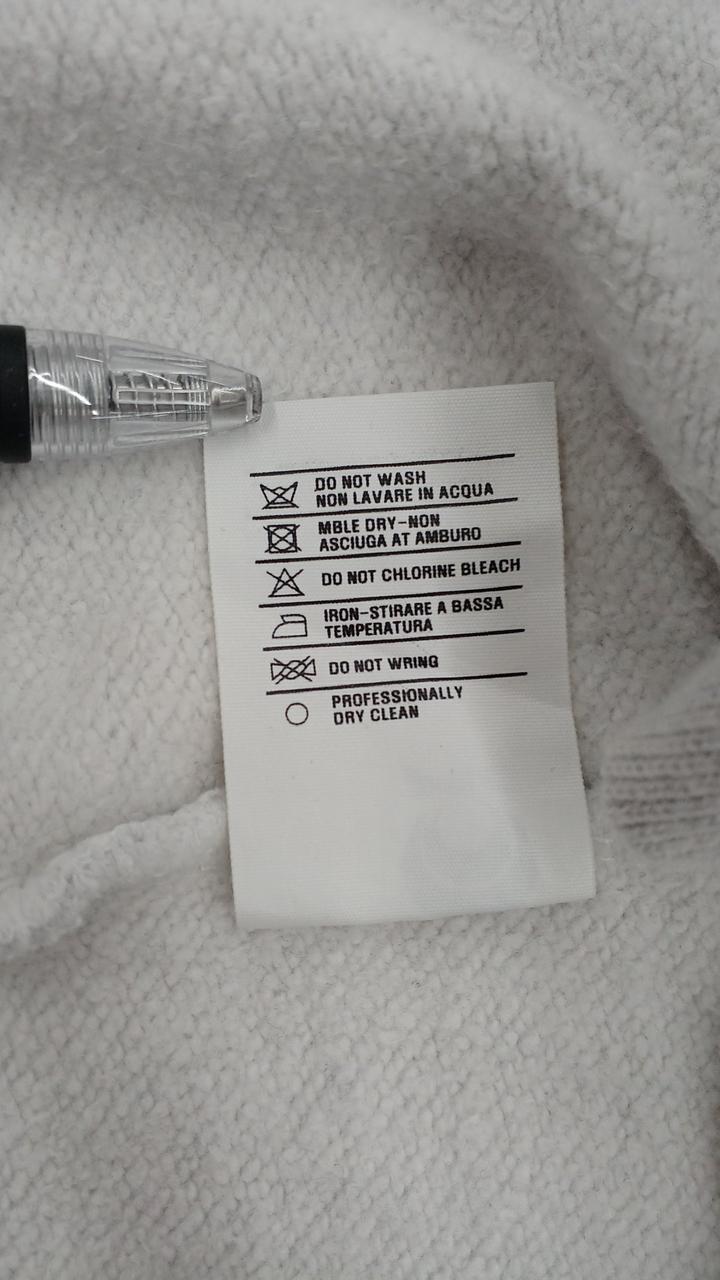 DO NOT WASH
NON LAVARE IN ACQUA
MBLE DRY-NON
ASCIUGA AT AMBURO
DO NOT CHLORINE BLEACH
IRON-STIRARE A BASSA
TEMPERATURA
DO NOT WRING
PROFESSIONALLY
DRY CLEAN